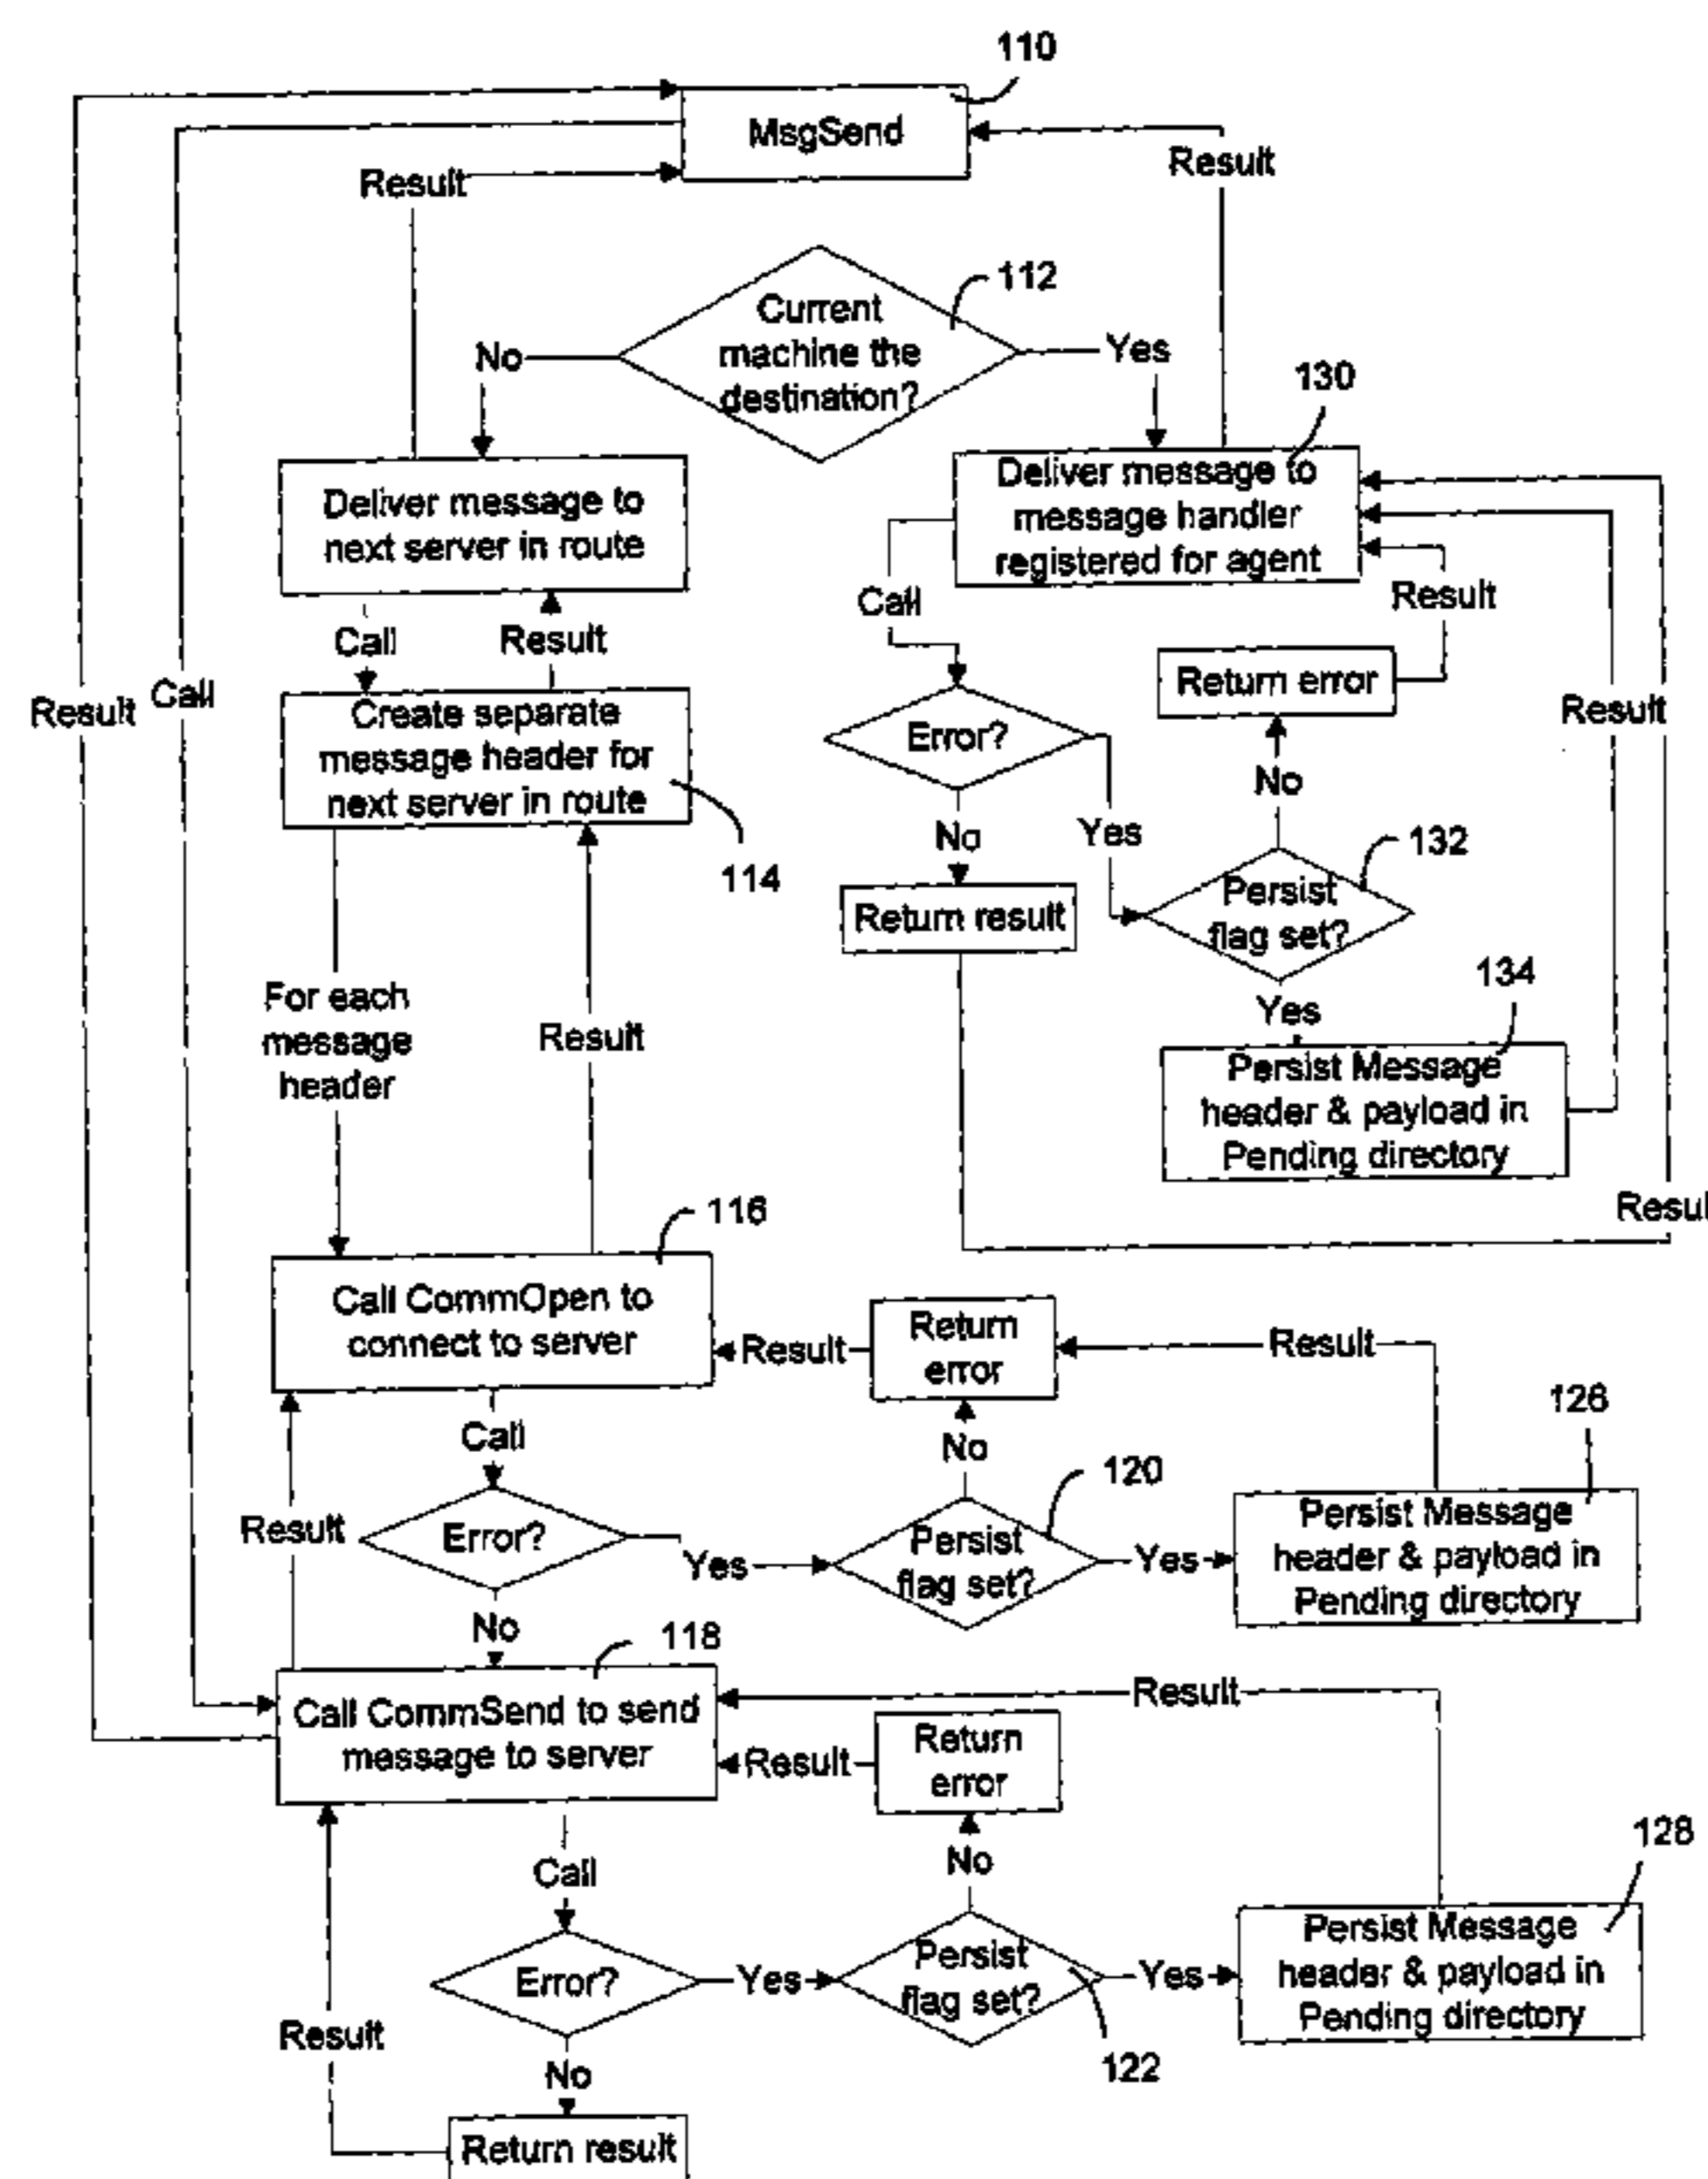 110
MsgSend
Result
Result
112
Current
machine the
destination?
No
Yes
130
Deliver message to
next server in route
Deliver message to
message handler
registered for agent
Call
Result
Call
Result
Create separate
message header for
next server in route
114
Result
Call
Error?
Return error
Result
No
Yes
No
132
Return result
Persist
flag set?
134
Yes
Persist Message
header & payload in
Pending directory
Resul
For each
message
header
Result
116
Call CommOpen to
connect to server
Result
Return
error
Result
126
Call
No
120
Result
Error?
Yes
Persist
flag set?
Yes
Persist Message
header & payload in
Pending directory
No
118
Call CommSend to send
message to server
Result
Result
Return
error
128
Call
No
Error?
Yes
Persist
flag set?
Yes
Persist Message
header & payload in
Pending directory
122
Result
No
Return result